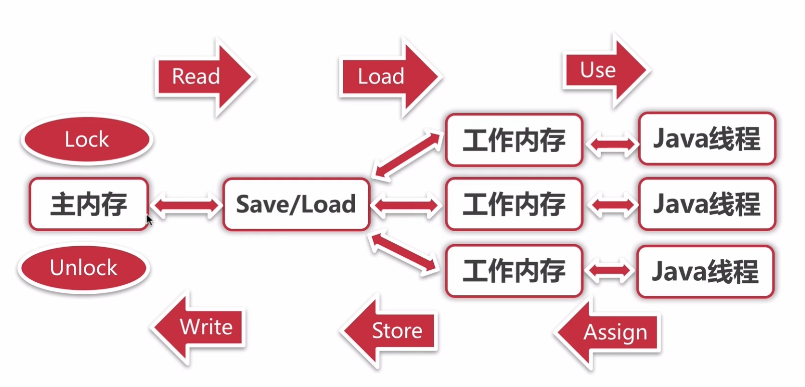 Read
Load
Use
Lock
工作内存
Java线程
主内存
Save/Load
工作内存
Java线程
Unlock
工作内存
Java线程
Write
Store
Assign